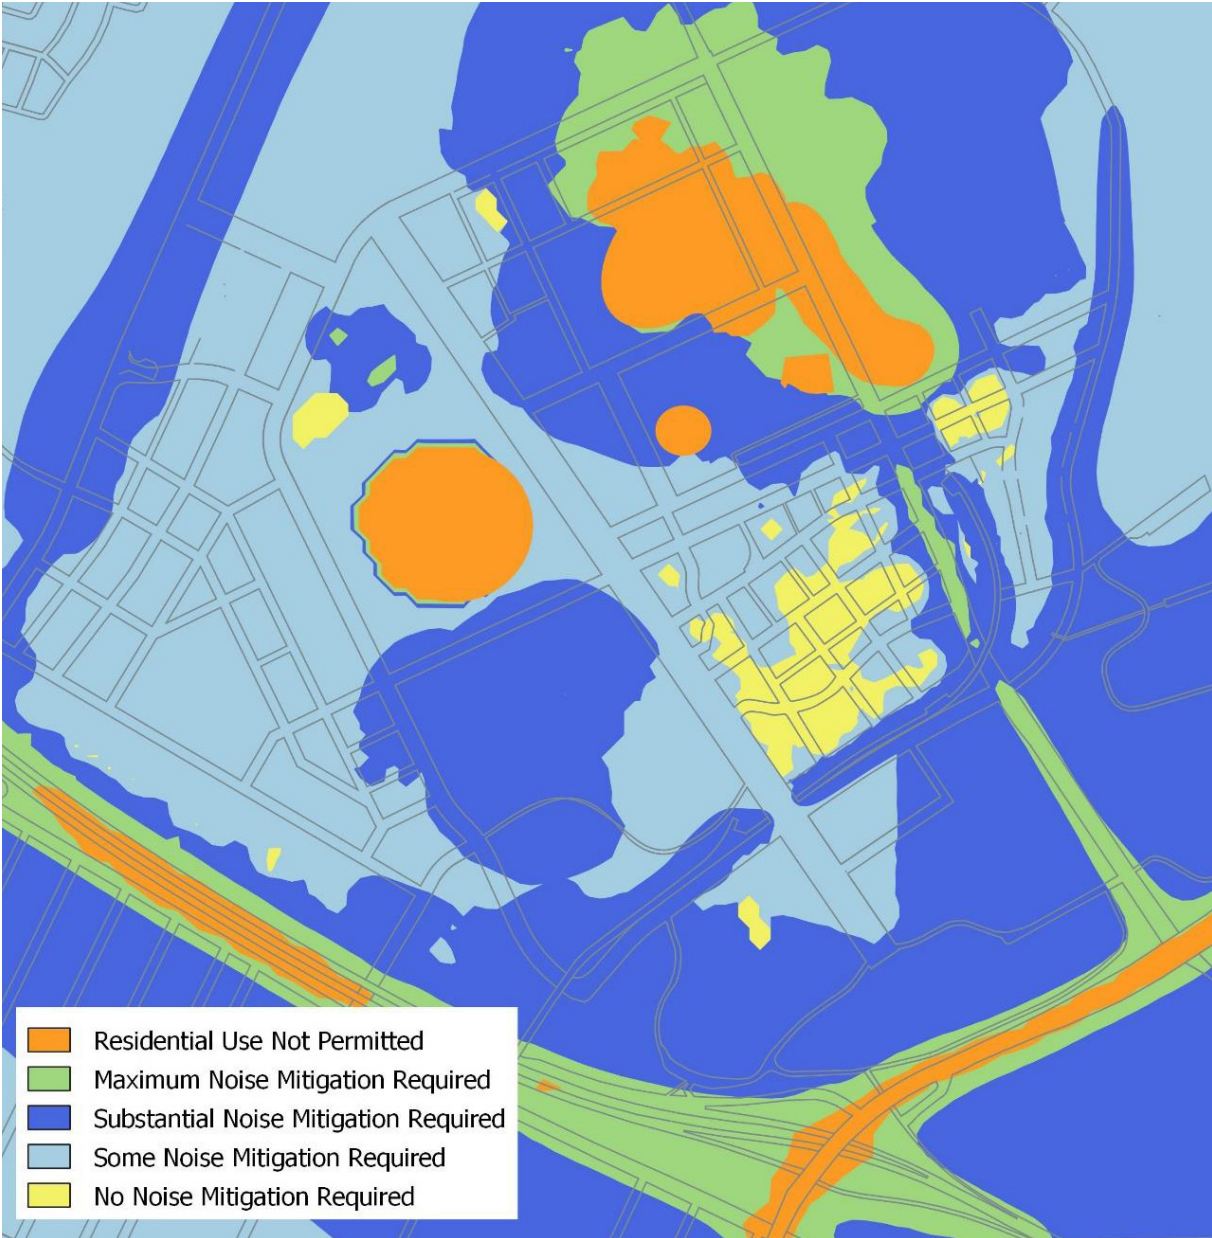 Residential Use Not Permitted
Maximum Noise Mitigation Required
Substantial Noise Mitigation Required
Some Noise Mitigation Required
No Noise Mitigation Required